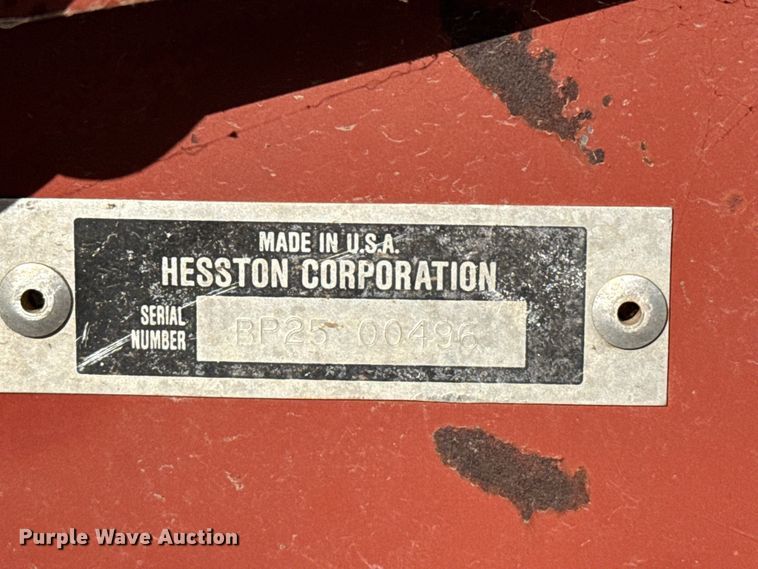 MADE IN U.S.A.
HESSTON CORPORATION
SERIAL
NUMBER
BP25 00496
Purple Wave Auction